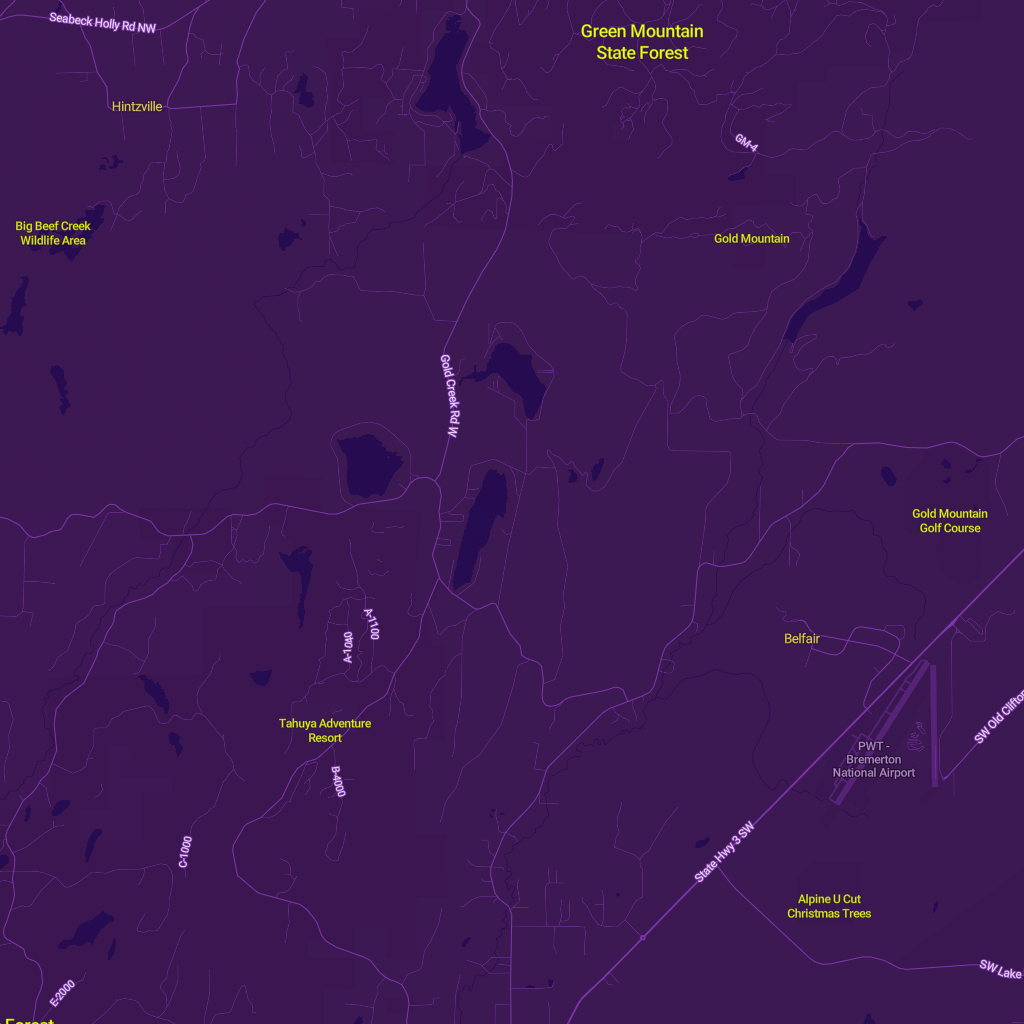 Seabeck Holly Rd NW
Green Mountain
State Forest
Hintzville
GM-4
Big Beef Creek
Wildlife Area
Gold Mountain
Gold Creek Rd W
Gold Mountain
Golf Course
A-1100
A-1040
Belfair
Tahuya Adventure
Resort
SW Old Clifton
PWT -
Bremerton
National Airport
B-4000
C-1000
State Hwy 3 SW
Alpine U Cut
Christmas Trees
SW Lake
E-2000
Forest